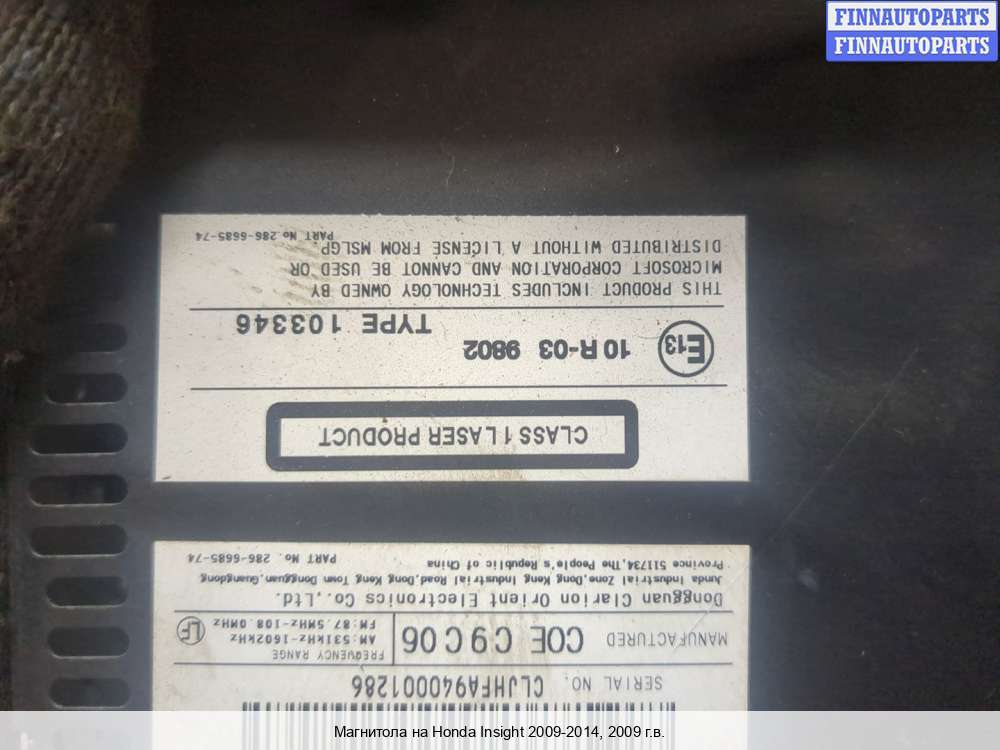 FINNAUTOPARTS
FINNAUTOPARTS
SERIAL NO. CLJHFA940001286
MANUFACTURED COE C9C06
FREQUENCY RANGE
AM:531kHz-1602kHz
FM:87.5MHz-108.0MHz
LF
Dongguan Clarion Orient Electronics Co.,Ltd.
Junda Industrial Zone,Dong Keng Industrial Road,Dong Keng Town Dongguan,Guangdong
Province 511734,The People's Republic of China
PART No. 286-6685-74
CLASS 1 LASER PRODUCT
E13 10R-03 9802
TYPE 103346
THIS PRODUCT INCLUDES TECHNOLOGY OWNED BY
MICROSOFT CORPORATION AND CANNOT BE USED OR
DISTRIBUTED WITHOUT A LICENSE FROM MSLGP.
PART No.286-6685-74
Магнитола на Honda Insight 2009-2014, 2009 г.в.